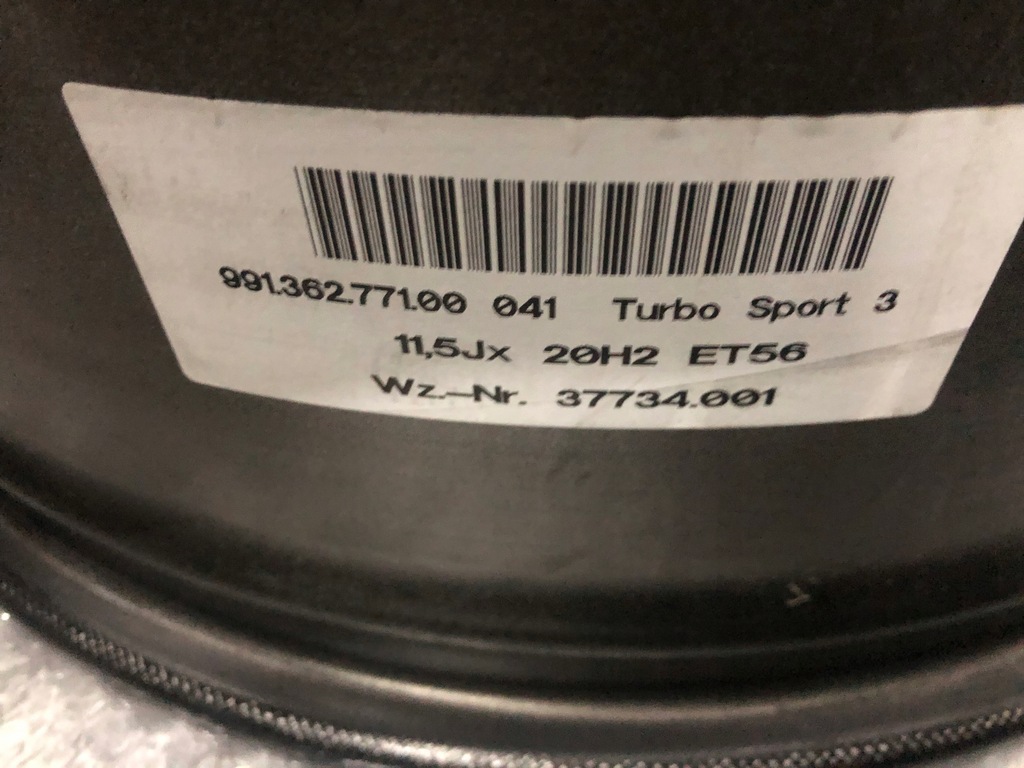 991.362.771.00 041 Turbo Sport 3
11,5Jx 20H2 ET56
Wz.-Nr. 37734.001